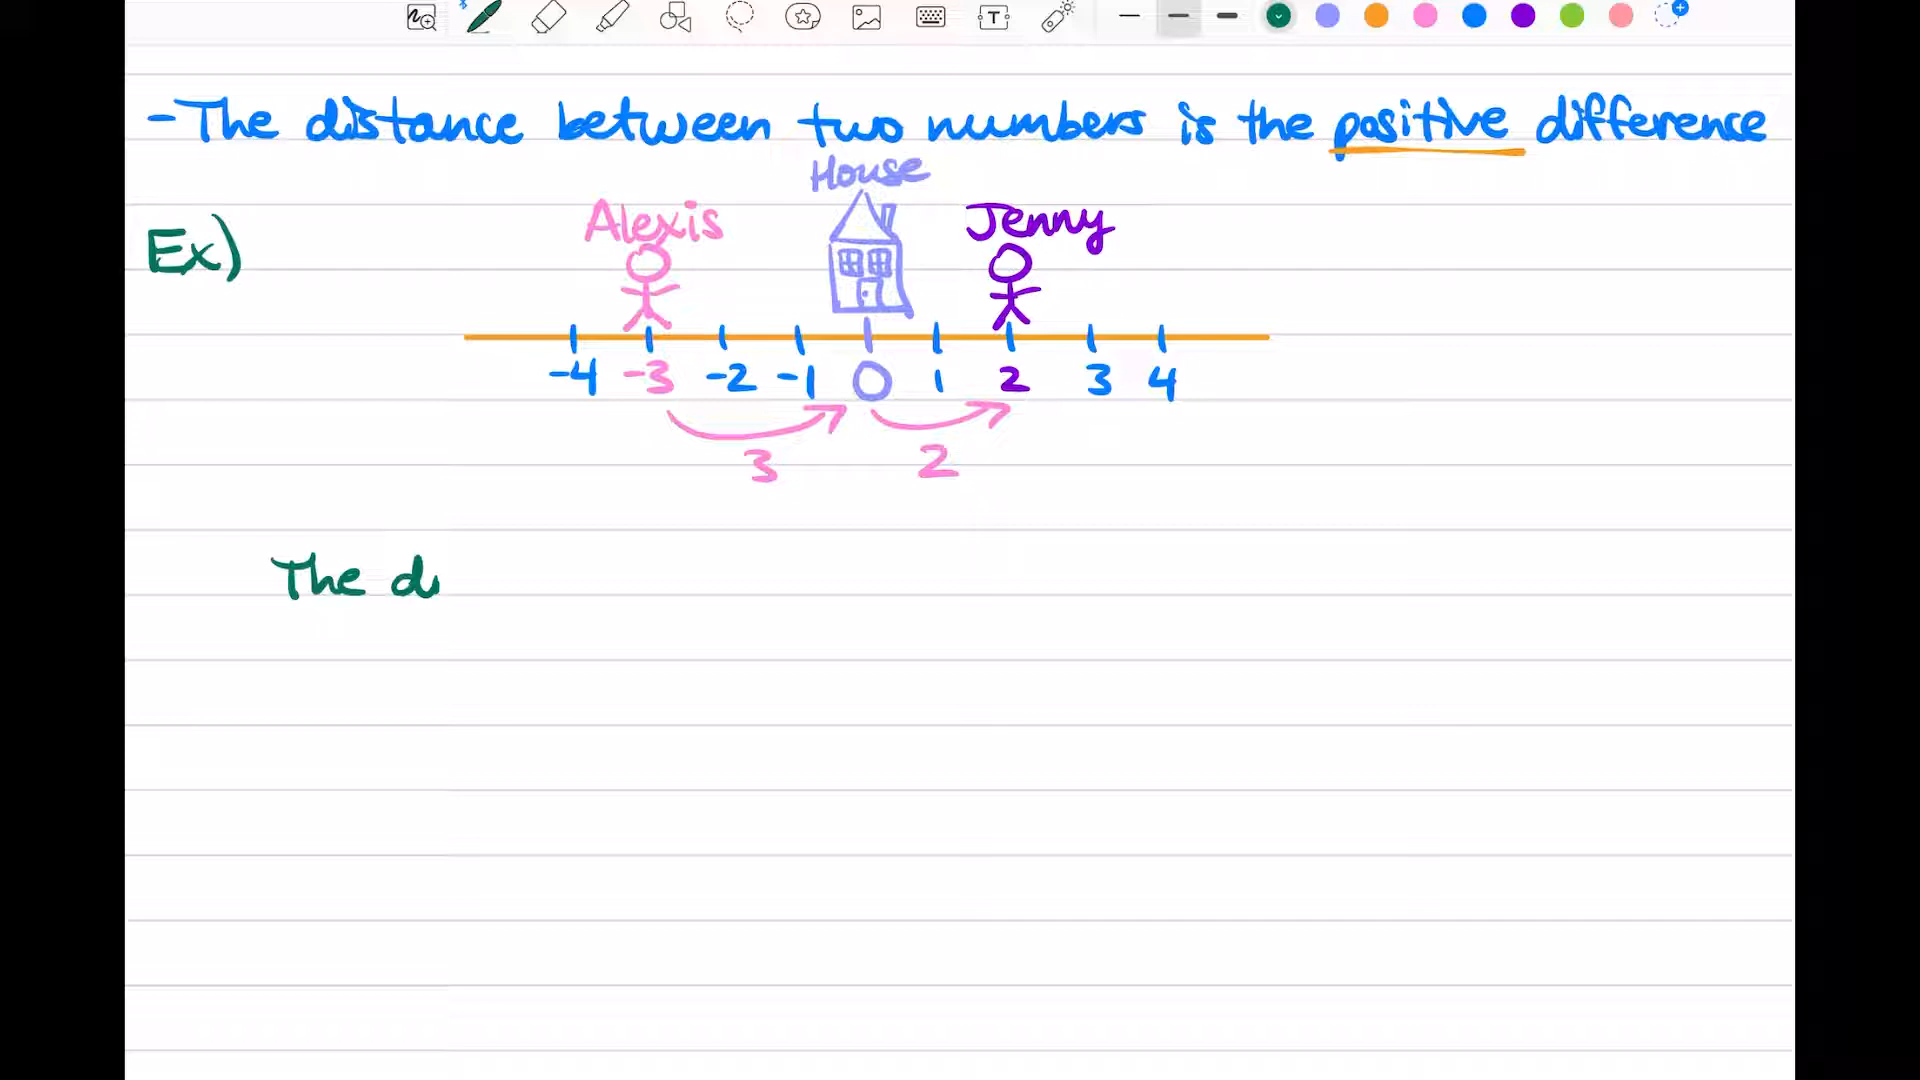 -The distance between two numbers is the positive difference
House
Alexis
Jenny
Ex)
-4 -3 -2 -1 0 1 2 3 4
3 2
The d